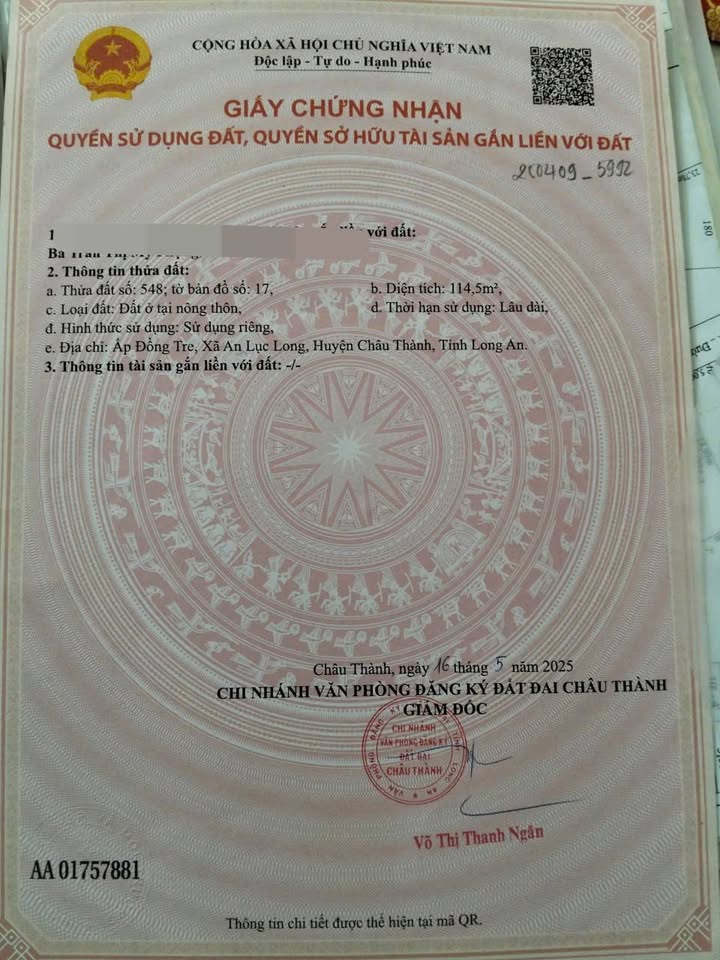 CỘNG HÒA XÃ HỘI CHỦ NGHĨA VIỆT NAM
Độc lập - Tự do - Hạnh phúc
GIẤY CHỨNG NHẬN
QUYỀN SỬ DỤNG ĐẤT, QUYỀN SỞ HỮU TÀI SẢN GẮN LIỀN VỚI ĐẤT
1 với đất:
Bà
2. Thông tin thửa đất:
a. Thửa đất số: 548; tờ bản đồ số: 17, b. Diện tích: 114,5m²,
c. Loại đất: Đất ở tại nông thôn, d. Thời hạn sử dụng: Lâu dài,
đ. Hình thức sử dụng: Sử dụng riêng,
e. Địa chỉ: Ấp Đồng Tre, Xã An Lục Long, Huyện Châu Thành, Tỉnh Long An.
3. Thông tin tài sản gắn liền với đất: -/-
Châu Thành, ngày 16 tháng 5 năm 2025
CHI NHÁNH VĂN PHÒNG ĐĂNG KÝ ĐẤT ĐAI CHÂU THÀNH
GIÁM ĐỐC
CHI NHÁNH
VĂN PHÒNG ĐĂNG KÝ
ĐẤT ĐAI
CHÂU THÀNH
Võ Thị Thanh Ngân
AA 01757881
Thông tin chi tiết được thể hiện tại mã QR.
180